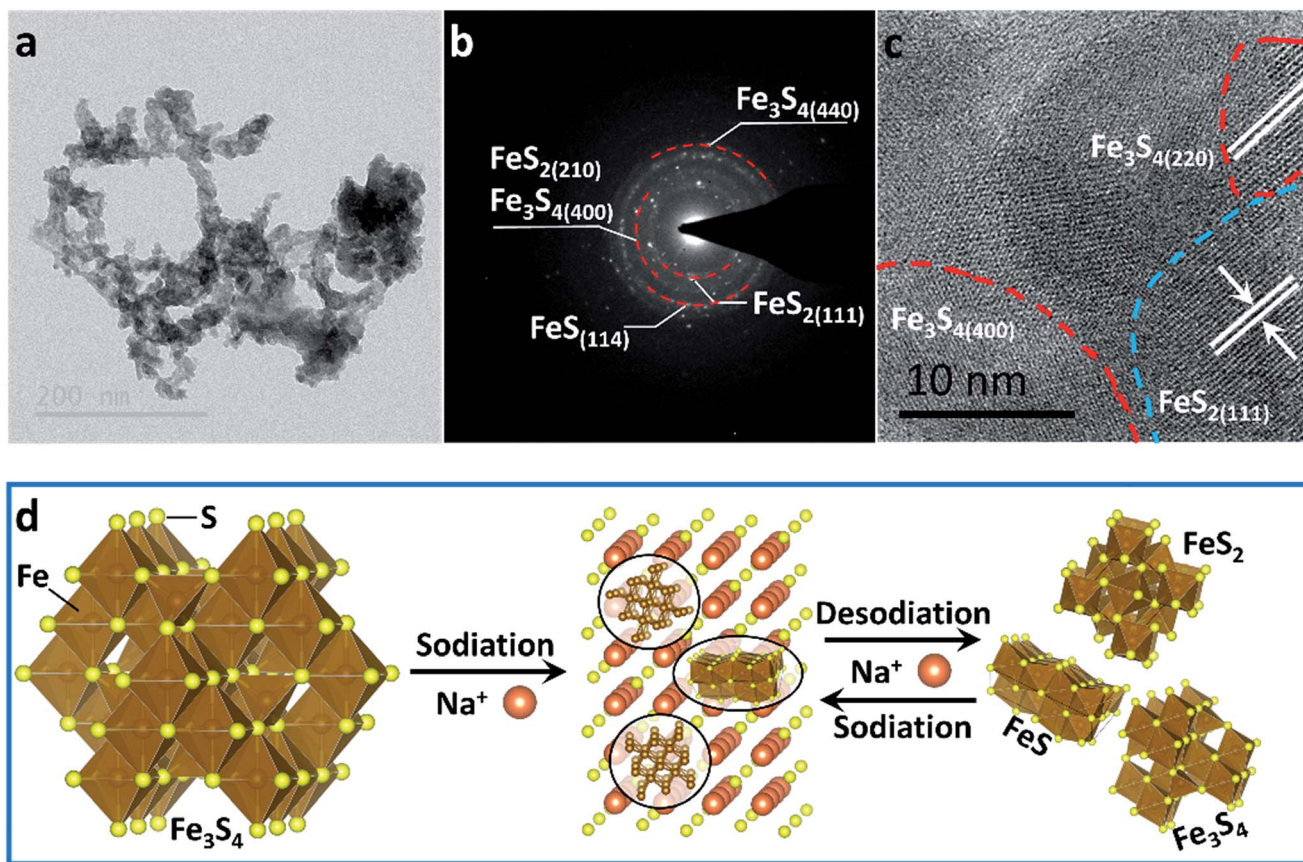 a
200 nm
b
Fe₃S₄₍₄₄₀₎
FeS₂₍₂₁₀₎
Fe₃S₄₍₄₀₀₎
FeS₂₍₁₁₁₎
FeS₍₁₁₄₎
c
Fe₃S₄₍₂₂₀₎
Fe₃S₄₍₄₀₀₎
10 nm
FeS₂₍₁₁₁₎
d
S
Fe
Fe₃S₄
Sodiation
Na⁺
Desodiation
Na⁺
Sodiation
FeS₂
FeS
Fe₃S₄